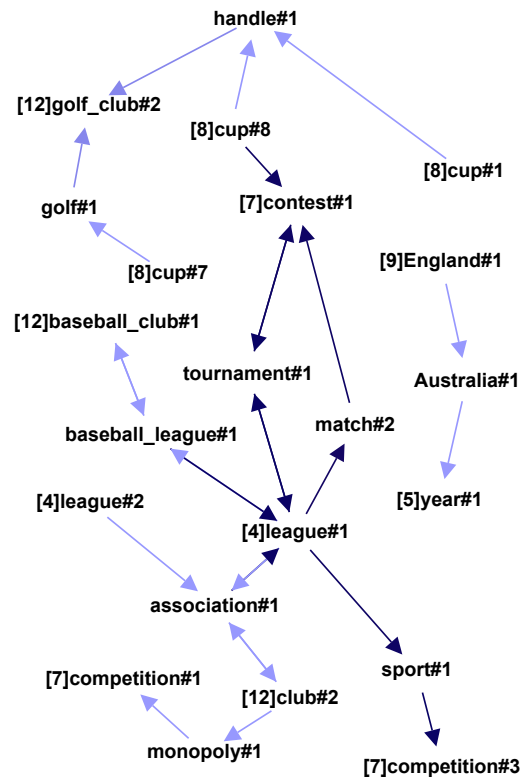 handle#1
[12]golf_club#2
[8]cup#8
[8]cup#1
golf#1
[7]contest#1
[8]cup#7
[9]England#1
[12]baseball_club#1
tournament#1
Australia#1
baseball_league#1
match#2
[4]league#2
[5]year#1
[4]league#1
association#1
[7]competition#1
sport#1
[12]club#2
monopoly#1
[7]competition#3